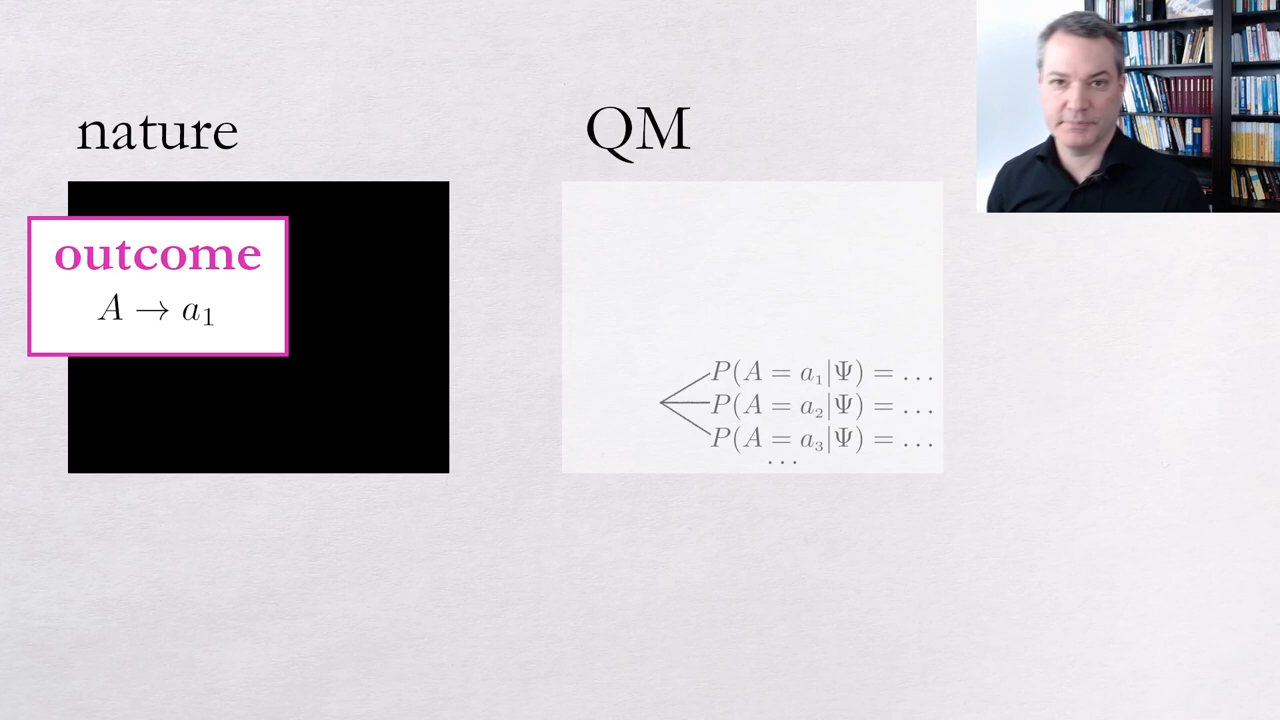 nature
QM
outcome
A → a₁
P(A = a₁|Ψ) = ...
P(A = a₂|Ψ) = ...
P(A = a₃|Ψ) = ...
...